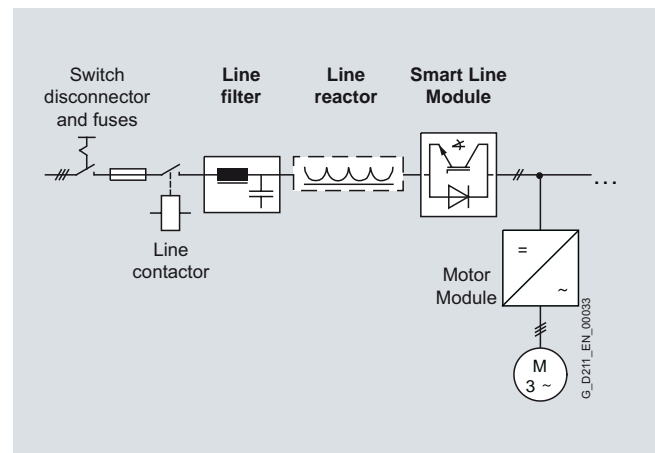 Switch
disconnector
and fuses
Line
filter
Line
reactor
Smart Line
Module
Line
contactor
...
=
~
Motor
Module
M
3 ~
G_D211_EN_00033